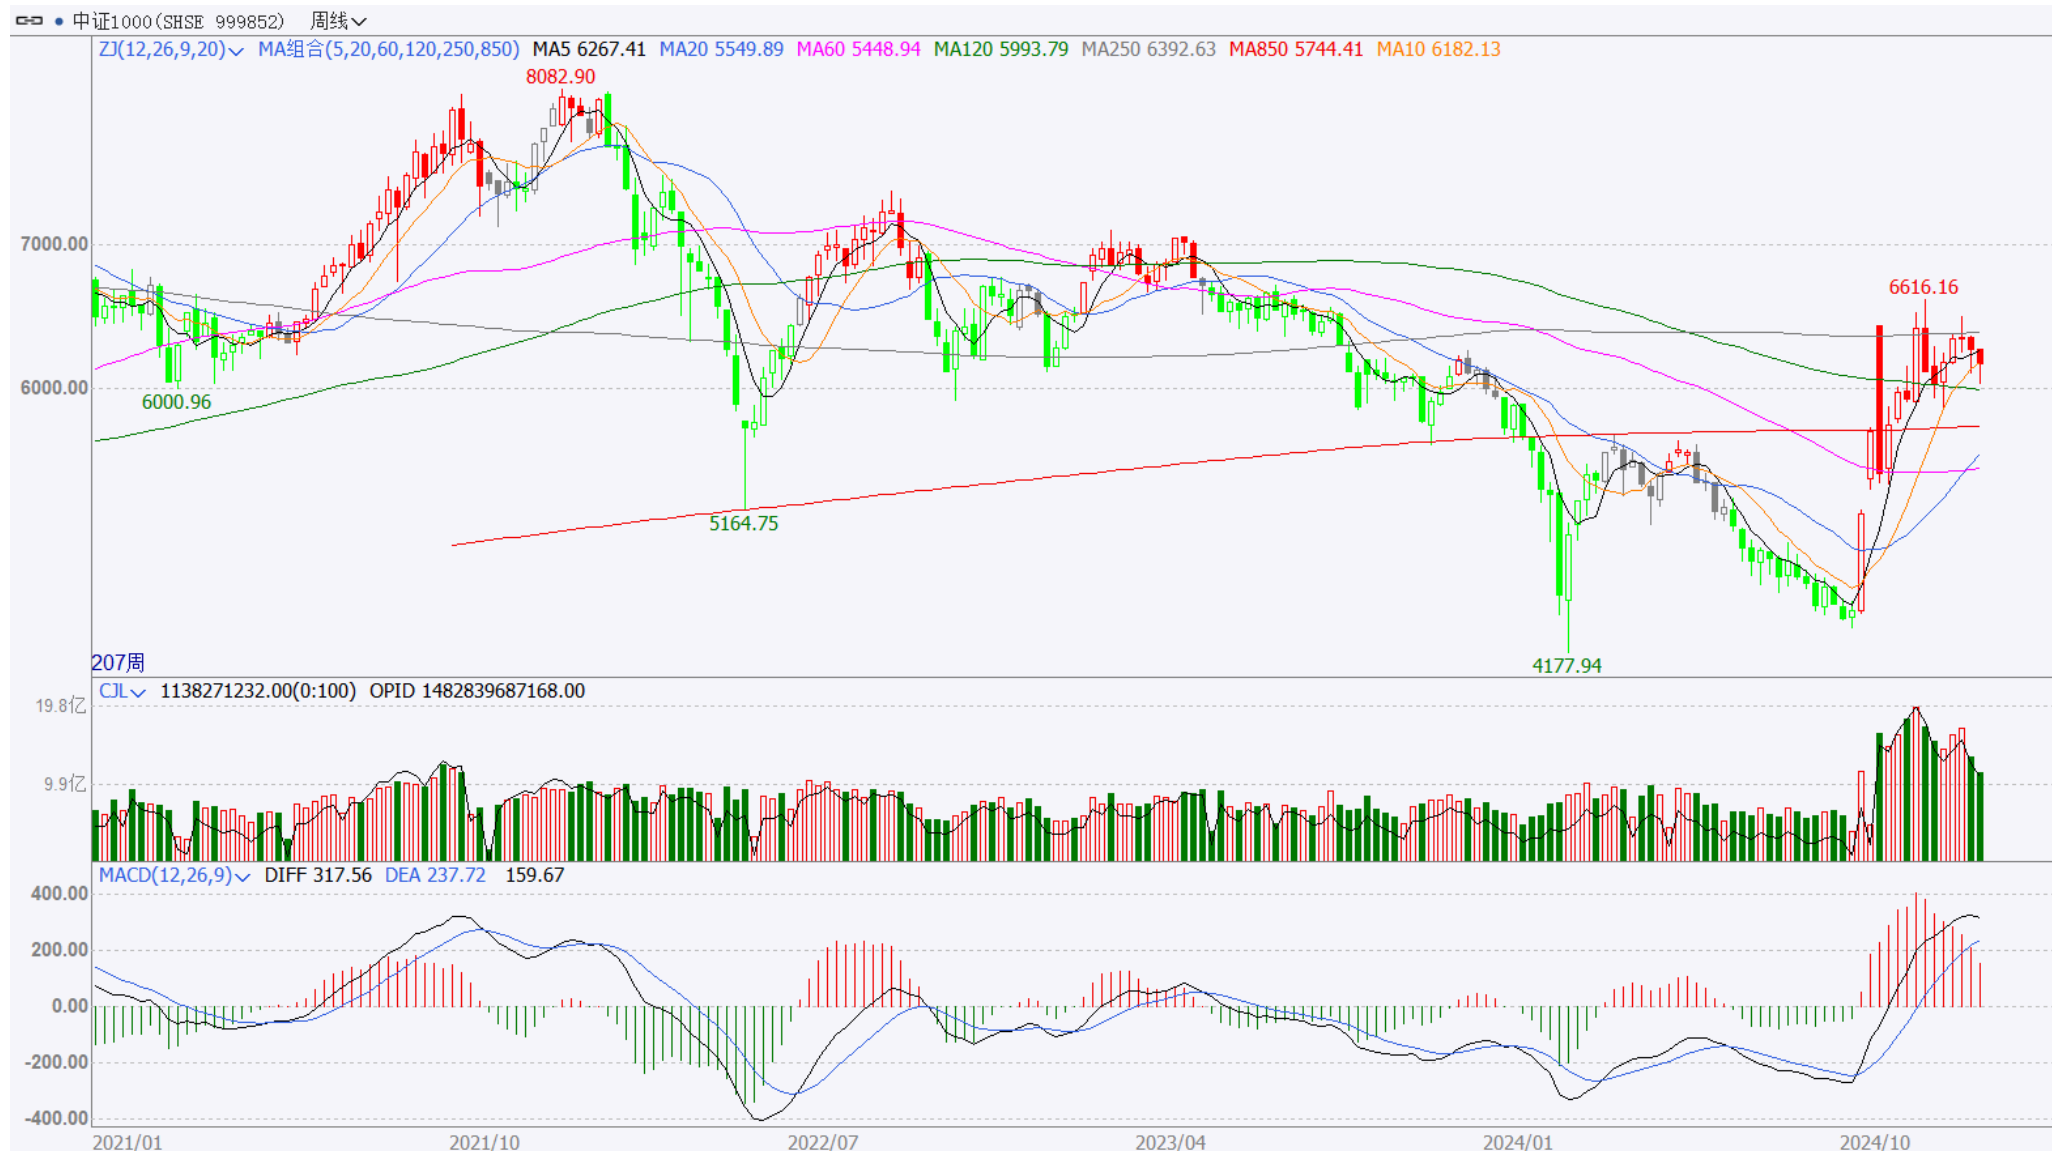 中证1000(SHSE 999852) 周线
ZJ(12,26,9,20) MA组合(5,20,60,120,250,850) MA5 6267.41 MA20 5549.89 MA60 5448.94 MA120 5993.79 MA250 6392.63 MA850 5744.41 MA10 6182.13
8082.90
7000.00
6616.16
6000.00
6000.96
5164.75
4177.94
207周
CJL 1138271232.00(0:100) OPID 1482839687168.00
19.8亿
9.9亿
MACD(12,26,9) DIFF 317.56 DEA 237.72 159.67
400.00
200.00
0.00
-200.00
-400.00
2021/01 2021/10 2022/07 2023/04 2024/01 2024/10